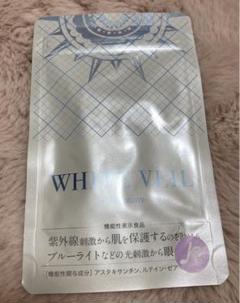 WHITE VEIL
機能性表示食品
紫外線刺激から肌を保護するのを助け
ブルーライトなどの光刺激から眼
[機能性関与成分] アスタキサンチン、ルテイン・ゼア